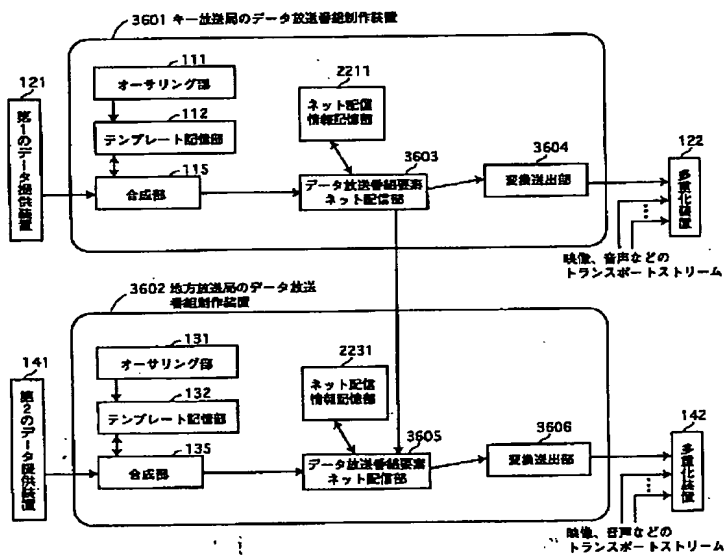 3601 キー放送局のデータ放送番組制作装置
121
第1のデータ提供装置
111
オーサリング部
112
テンプレート記憶部
115
合成部
2211
ネット配信
情報記憶部
3603
データ放送番組要素
ネット配信部
3604
変換送出部
122
多重化装置
映像、音声などの
トランスポートストリーム
3602 地方放送局のデータ放送
番組制作装置
141
第2のデータ提供装置
131
オーサリング部
132
テンプレート記憶部
135
合成部
2231
ネット配信
情報記憶部
3605
データ放送番組要素
ネット配信部
3606
変換送出部
142
多重化装置
映像、音声などの
トランスポートストリーム